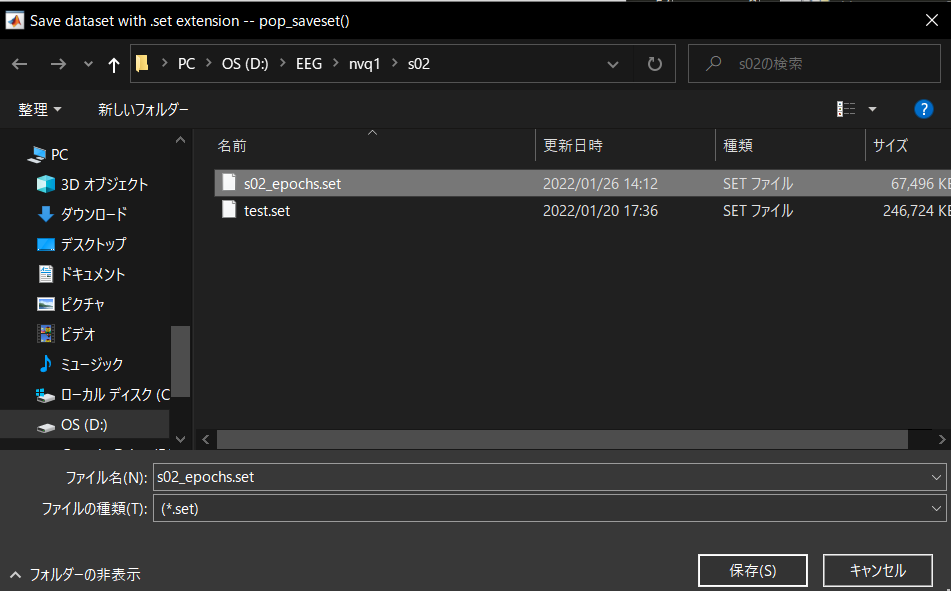 Save dataset with .set extension -- pop_saveset()
PC > OS (D:) > EEG > nvq1 > s02
s02の検索
整理
新しいフォルダー
?
PC
3D オブジェクト
ダウンロード
デスクトップ
ドキュメント
ピクチャ
ビデオ
ミュージック
ローカル ディスク (C
OS (D:)
名前 更新日時 種類 サイズ
s02_epochs.set 2022/01/26 14:12 SET ファイル 67,496 KB
test.set 2022/01/20 17:36 SET ファイル 246,724 KB
ファイル名(N): s02_epochs.set
ファイルの種類(T): (*.set)
フォルダーの非表示
保存(S)
キャンセル